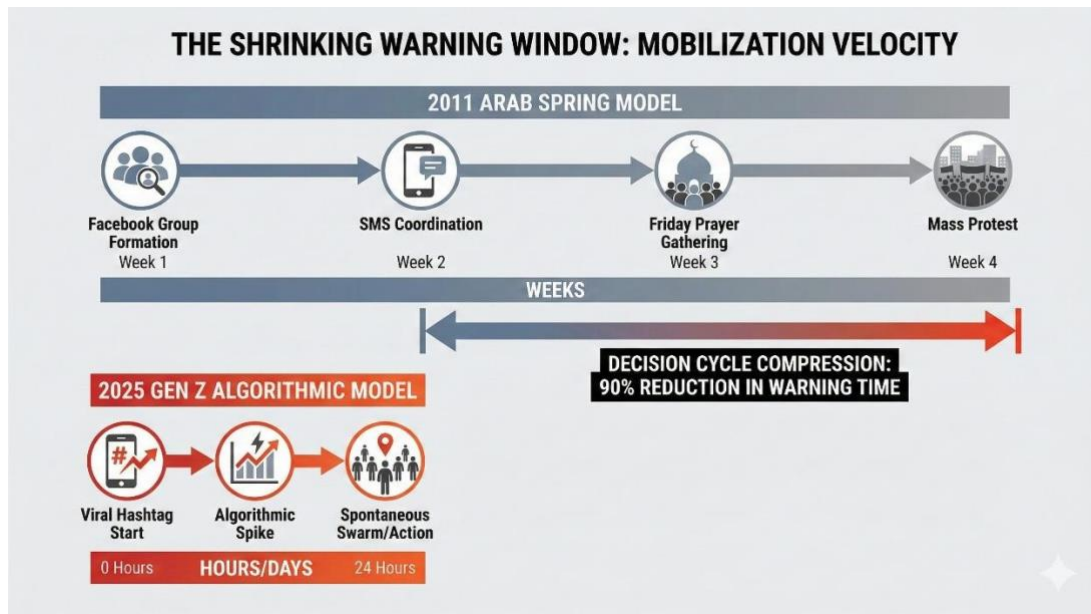 THE SHRINKING WARNING WINDOW: MOBILIZATION VELOCITY
2011 ARAB SPRING MODEL
Facebook Group
Formation
Week 1
SMS Coordination
Week 2
Friday Prayer
Gathering
Week 3
Mass Protest
Week 4
WEEKS
DECISION CYCLE COMPRESSION:
90% REDUCTION IN WARNING TIME
2025 GEN Z ALGORITHMIC MODEL
#
Viral Hashtag
Start
Algorithmic
Spike
Spontaneous
Swarm/Action
0 Hours HOURS/DAYS 24 Hours